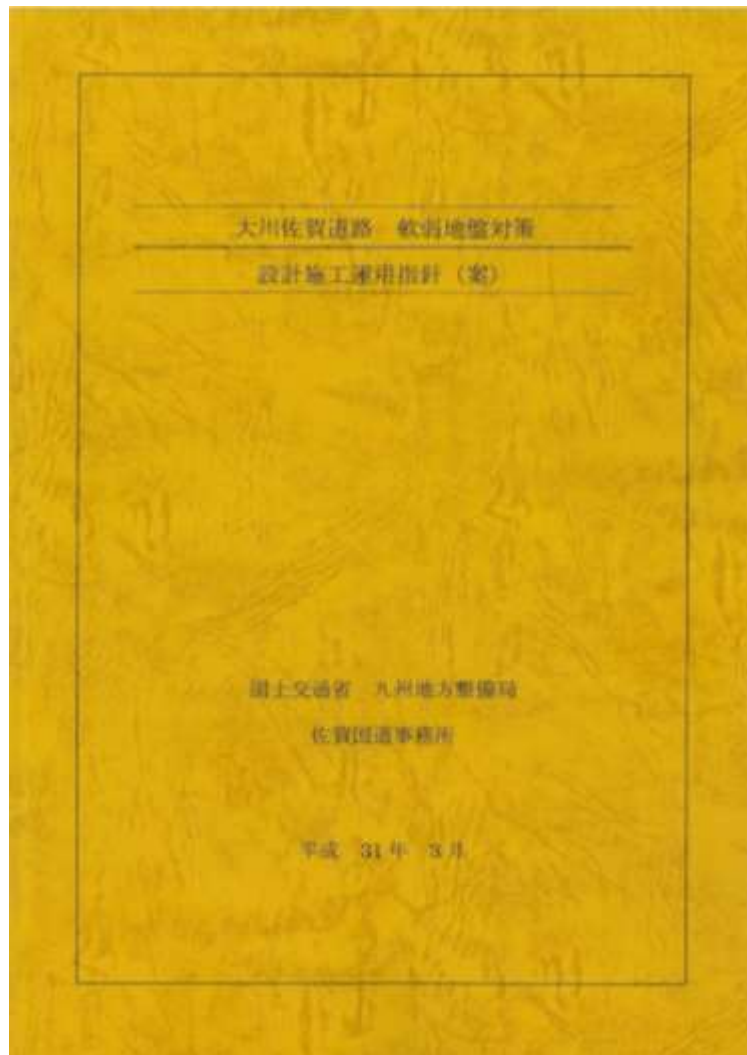 大川佐賀道路 軟弱地盤対策
設計施工運用指針(案)
国土交通省 九州地方整備局
佐賀国道事務所
平成 31年 3月